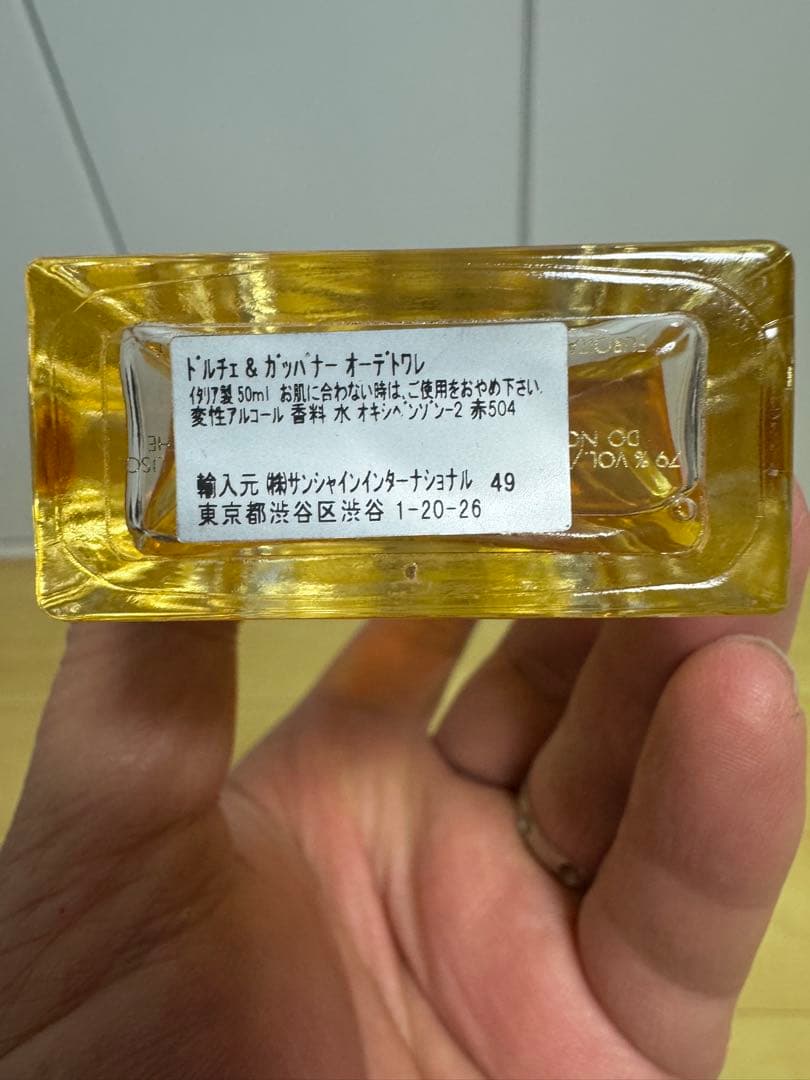 ﾄﾞﾙﾁｪ & ｶﾞｯﾊﾞﾅｰ ｵｰﾃﾞﾄﾜﾚ
ｲﾀﾘｱ製 50ml お肌に合わない時は、ご使用をおやめ下さい.
変性アルコール 香料 水 ｵｷｼﾍﾞﾝｿﾞﾝ-2 赤504
輸入元 ㈱サンシャインインターナショナル 49
東京都渋谷区渋谷 1-20-26
79 % VOL/
DO NO